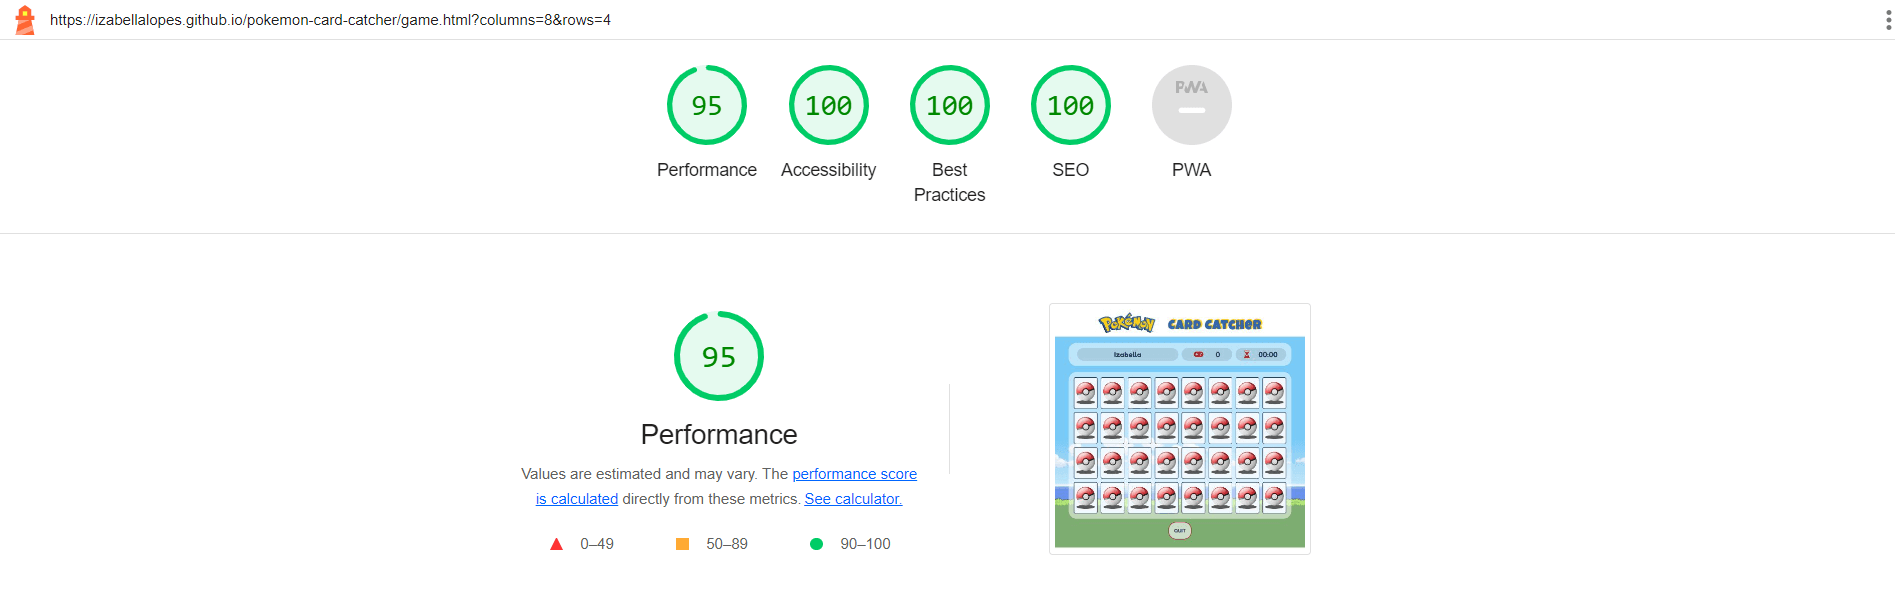 https://izabellalopes.github.io/pokemon-card-catcher/game.html?columns=8&rows=4
95
100
100
100
PWA
Performance
Accessibility
Best
Practices
SEO
PWA
95
Performance
Values are estimated and may vary. The performance score
is calculated directly from these metrics. See calculator.
0–49
50–89
90–100
POKéMON CARD CATCHER
Izabella
0
00:00
QUIT